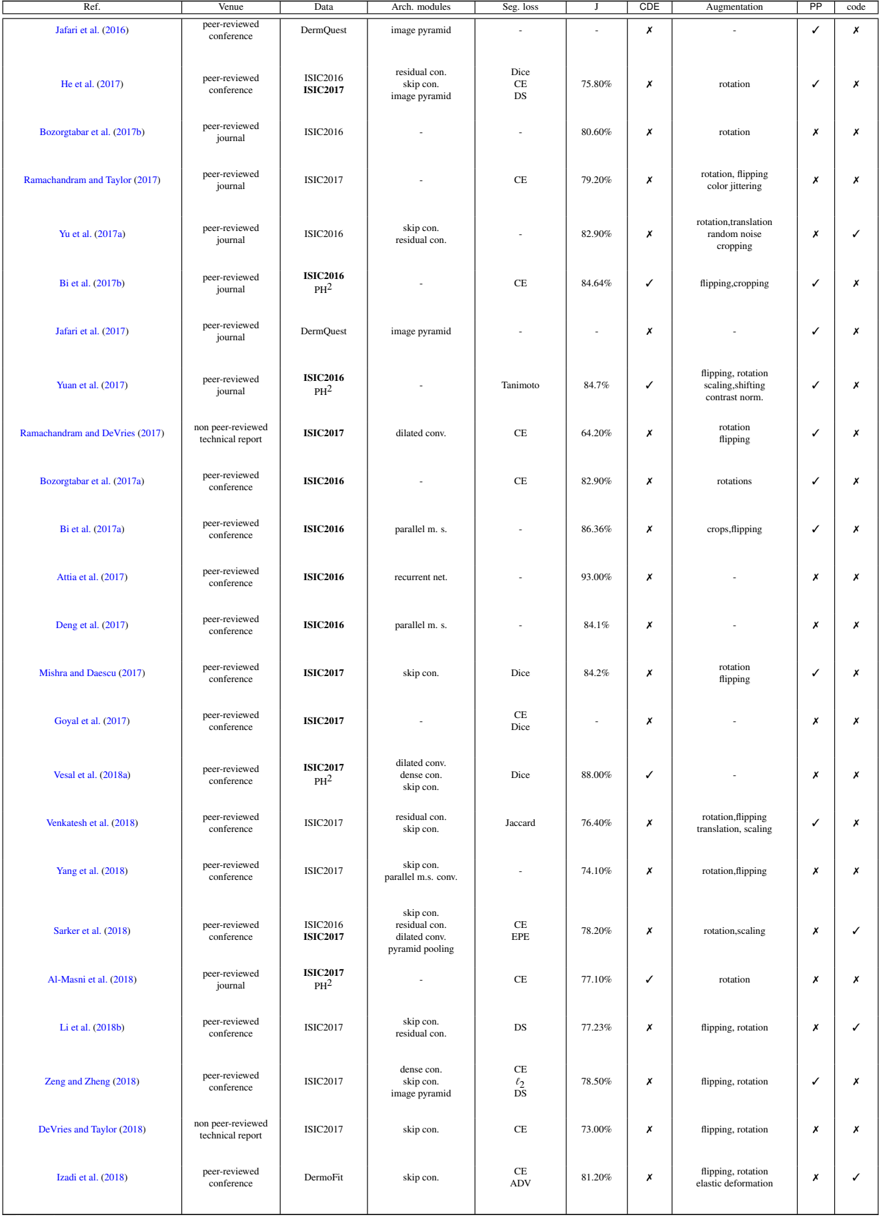 Ref. Venue Data Arch. modules Seg. loss J CDE Augmentation PP code
Jafari et al. (2016) peer-reviewed conference DermQuest image pyramid - - ✗ - ✓ ✗
He et al. (2017) peer-reviewed conference ISIC2016 ISIC2017 residual con. skip con. image pyramid Dice CE DS 75.80% ✗ rotation ✓ ✗
Bozorgtabar et al. (2017b) peer-reviewed journal ISIC2016 - - 80.60% ✗ rotation ✗ ✗
Ramachandram and Taylor (2017) peer-reviewed journal ISIC2017 - CE 79.20% ✗ rotation, flipping color jittering ✗ ✗
Yu et al. (2017a) peer-reviewed journal ISIC2016 skip con. residual con. - 82.90% ✗ rotation,translation random noise cropping ✗ ✓
Bi et al. (2017b) peer-reviewed journal ISIC2016 PH2 - CE 84.64% ✓ flipping,cropping ✓ ✗
Jafari et al. (2017) peer-reviewed journal DermQuest image pyramid - - ✗ - ✓ ✗
Yuan et al. (2017) peer-reviewed journal ISIC2016 PH2 - Tanimoto 84.7% ✓ flipping, rotation scaling,shifting contrast norm. ✓ ✗
Ramachandram and DeVries (2017) non peer-reviewed technical report ISIC2017 dilated conv. CE 64.20% ✗ rotation flipping ✓ ✗
Bozorgtabar et al. (2017a) peer-reviewed conference ISIC2016 - CE 82.90% ✗ rotations ✓ ✗
Bi et al. (2017a) peer-reviewed conference ISIC2016 parallel m. s. - 86.36% ✗ crops,flipping ✓ ✗
Attia et al. (2017) peer-reviewed conference ISIC2016 recurrent net. - 93.00% ✗ - ✗ ✗
Deng et al. (2017) peer-reviewed conference ISIC2016 parallel m. s. - 84.1% ✗ - ✗ ✗
Mishra and Daescu (2017) peer-reviewed conference ISIC2017 skip con. Dice 84.2% ✗ rotation flipping ✓ ✗
Goyal et al. (2017) peer-reviewed conference ISIC2017 - CE Dice - ✗ - ✗ ✗
Vesal et al. (2018a) peer-reviewed conference ISIC2017 PH2 dilated conv. dense con. skip con. Dice 88.00% ✓ - ✗ ✗
Venkatesh et al. (2018) peer-reviewed conference ISIC2017 residual con. skip con. Jaccard 76.40% ✗ rotation,flipping translation, scaling ✓ ✗
Yang et al. (2018) peer-reviewed conference ISIC2017 skip con. parallel m.s. conv. - 74.10% ✗ rotation,flipping ✗ ✗
Sarker et al. (2018) peer-reviewed conference ISIC2016 ISIC2017 skip con. residual con. dilated conv. pyramid pooling CE EPE 78.20% ✗ rotation,scaling ✗ ✓
Al-Masni et al. (2018) peer-reviewed journal ISIC2017 PH2 - CE 77.10% ✓ rotation ✗ ✗
Li et al. (2018b) peer-reviewed conference ISIC2017 skip con. residual con. DS 77.23% ✗ flipping, rotation ✗ ✓
Zeng and Zheng (2018) peer-reviewed conference ISIC2017 dense con. skip con. image pyramid CE ℓ2 DS 78.50% ✗ flipping, rotation ✓ ✗
DeVries and Taylor (2018) non peer-reviewed technical report ISIC2017 skip con. CE 73.00% ✗ flipping, rotation ✗ ✗
Izadi et al. (2018) peer-reviewed conference DermoFit skip con. CE ADV 81.20% ✗ flipping, rotation elastic deformation ✗ ✓